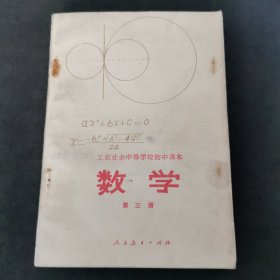 ax²+bx+c=0
x=-b±√b²-4ac
2a
工农业余中等学校初中课本
数学
第三册
人民教育出版社